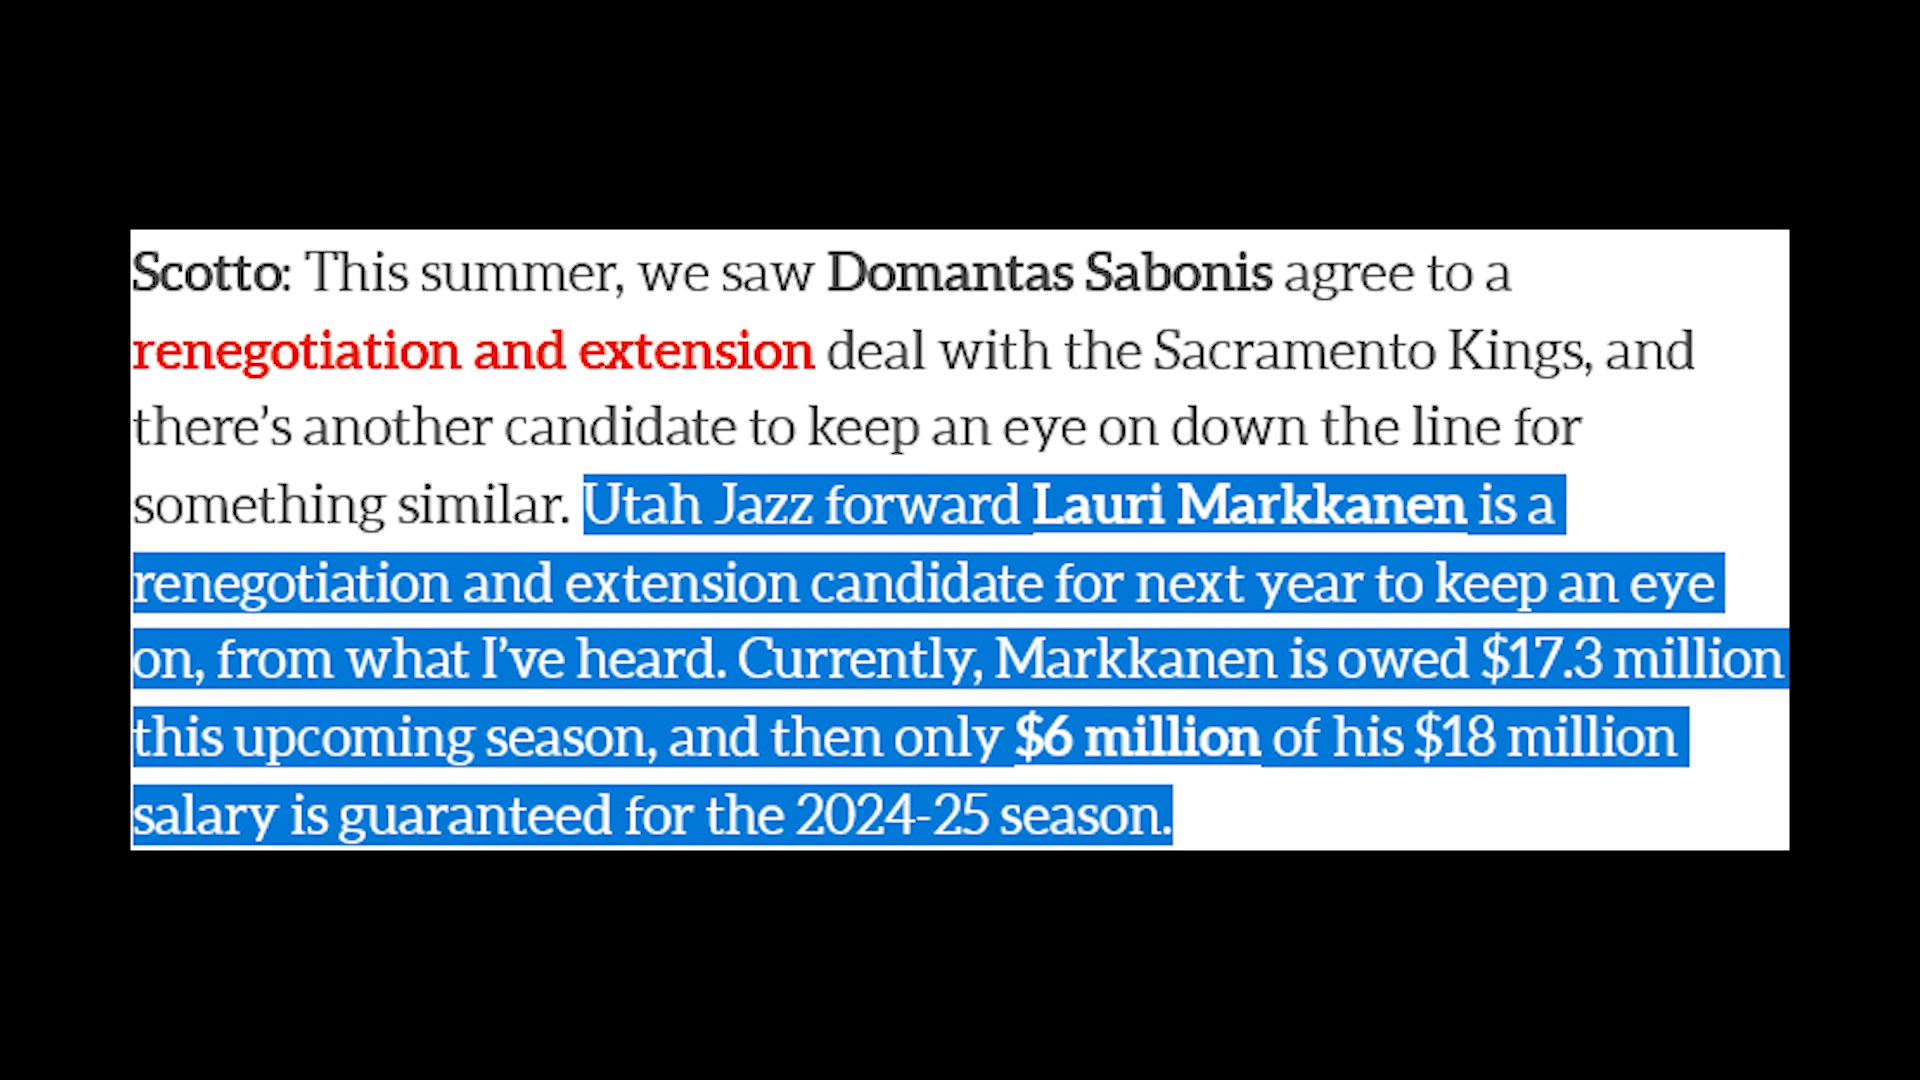 Scotto: This summer, we saw Domantas Sabonis agree to a
renegotiation and extension deal with the Sacramento Kings, and
there’s another candidate to keep an eye on down the line for
something similar. Utah Jazz forward Lauri Markkanen is a
renegotiation and extension candidate for next year to keep an eye
on, from what I’ve heard. Currently, Markkanen is owed $17.3 million
this upcoming season, and then only $6 million of his $18 million
salary is guaranteed for the 2024-25 season.